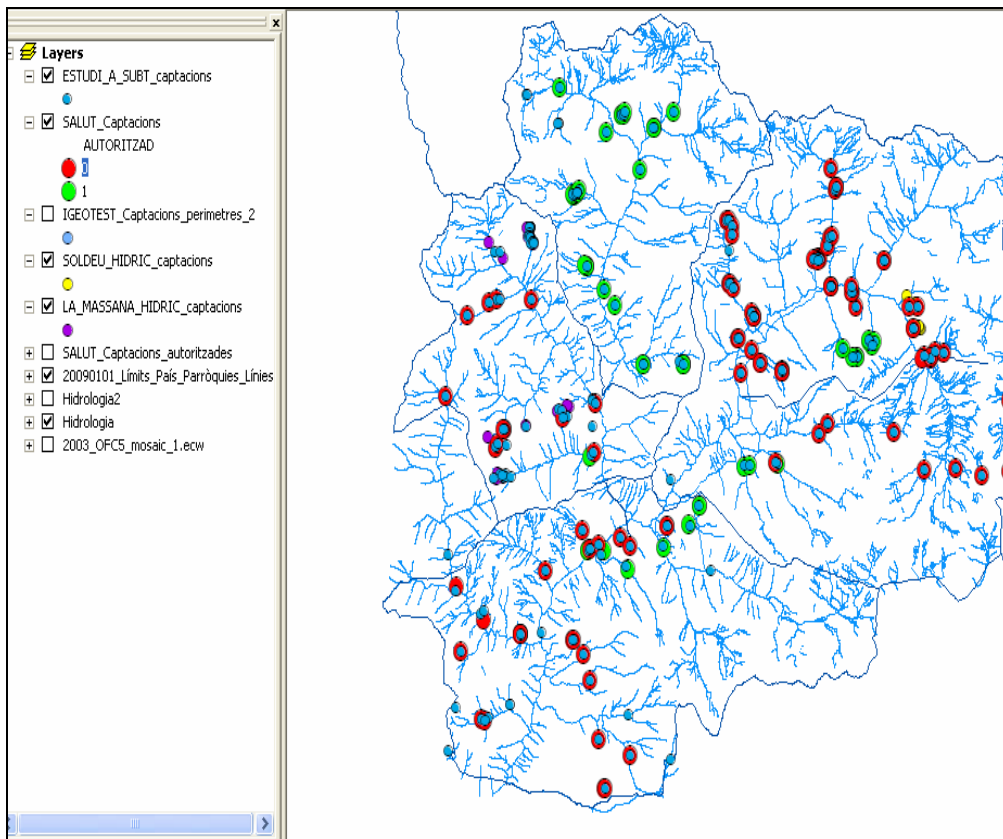 Layers
ESTUDI_A_SUBT_captacions
SALUT_Captacions
AUTORITZAD
0
1
IGEOTEST_Captacions_perimetres_2
SOLDEU_HIDRIC_captacions
LA_MASSANA_HIDRIC_captacions
SALUT_Captacions_autoritzades
20090101_Límits_País_Parròquies_Línies
Hidrologia2
Hidrologia
2003_OFC5_mosaic_1.ecw